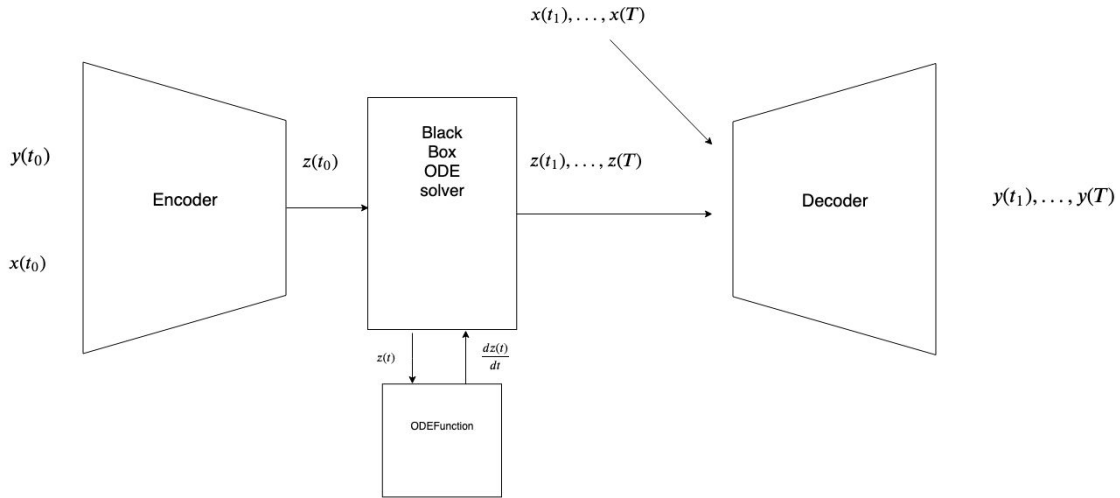 x(t₁), . . . , x(T)
y(t₀)
x(t₀)
Encoder
z(t₀)
Black
Box
ODE
solver
z(t₁), . . . , z(T)
Decoder
y(t₁), . . . , y(T)
z(t)
dz(t)
dt
ODEFunction